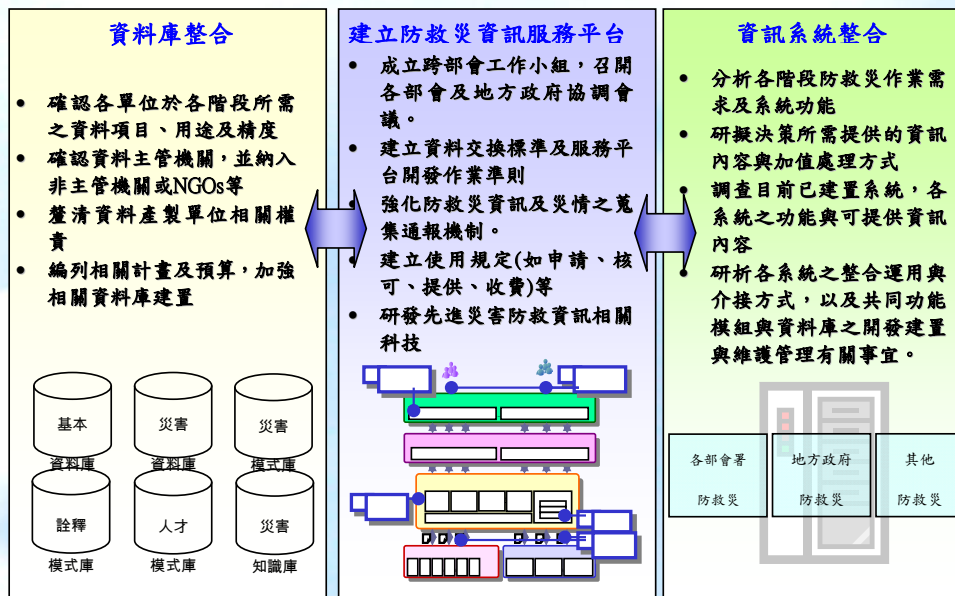 資料庫整合
• 確認各單位於各階段所需
之資料項目、用途及精度
• 確認資料主管機關，並納入
非主管機關或NGOs等
• 釐清資料產製單位相關權
責
• 編列相關計畫及預算，加強
相關資料庫建置
基本
資料庫
災害
資料庫
災害
模式庫
詮釋
模式庫
人才
模式庫
災害
知識庫
建立防救災資訊服務平台
• 成立跨部會工作小組，召開
各部會及地方政府協調會
議。
• 建立資料交換標準及服務平
台開發作業準則
• 強化防救災資訊及災情之蒐
集通報機制。
• 建立使用規定(如申請、核
可、提供、收費)等
• 研發先進災害防救資訊相關
科技
資訊系統整合
• 分析各階段防救災作業需
求及系統功能
• 研擬決策所需提供的資訊
內容與加值處理方式
• 調查目前已建置系統，各
系統之功能與可提供資訊
內容
• 研析各系統之整合運用與
介接方式，以及共同功能
模組與資料庫之開發建置
與維護管理有關事宜。
各部會署
防救災
地方政府
防救災
其他
防救災